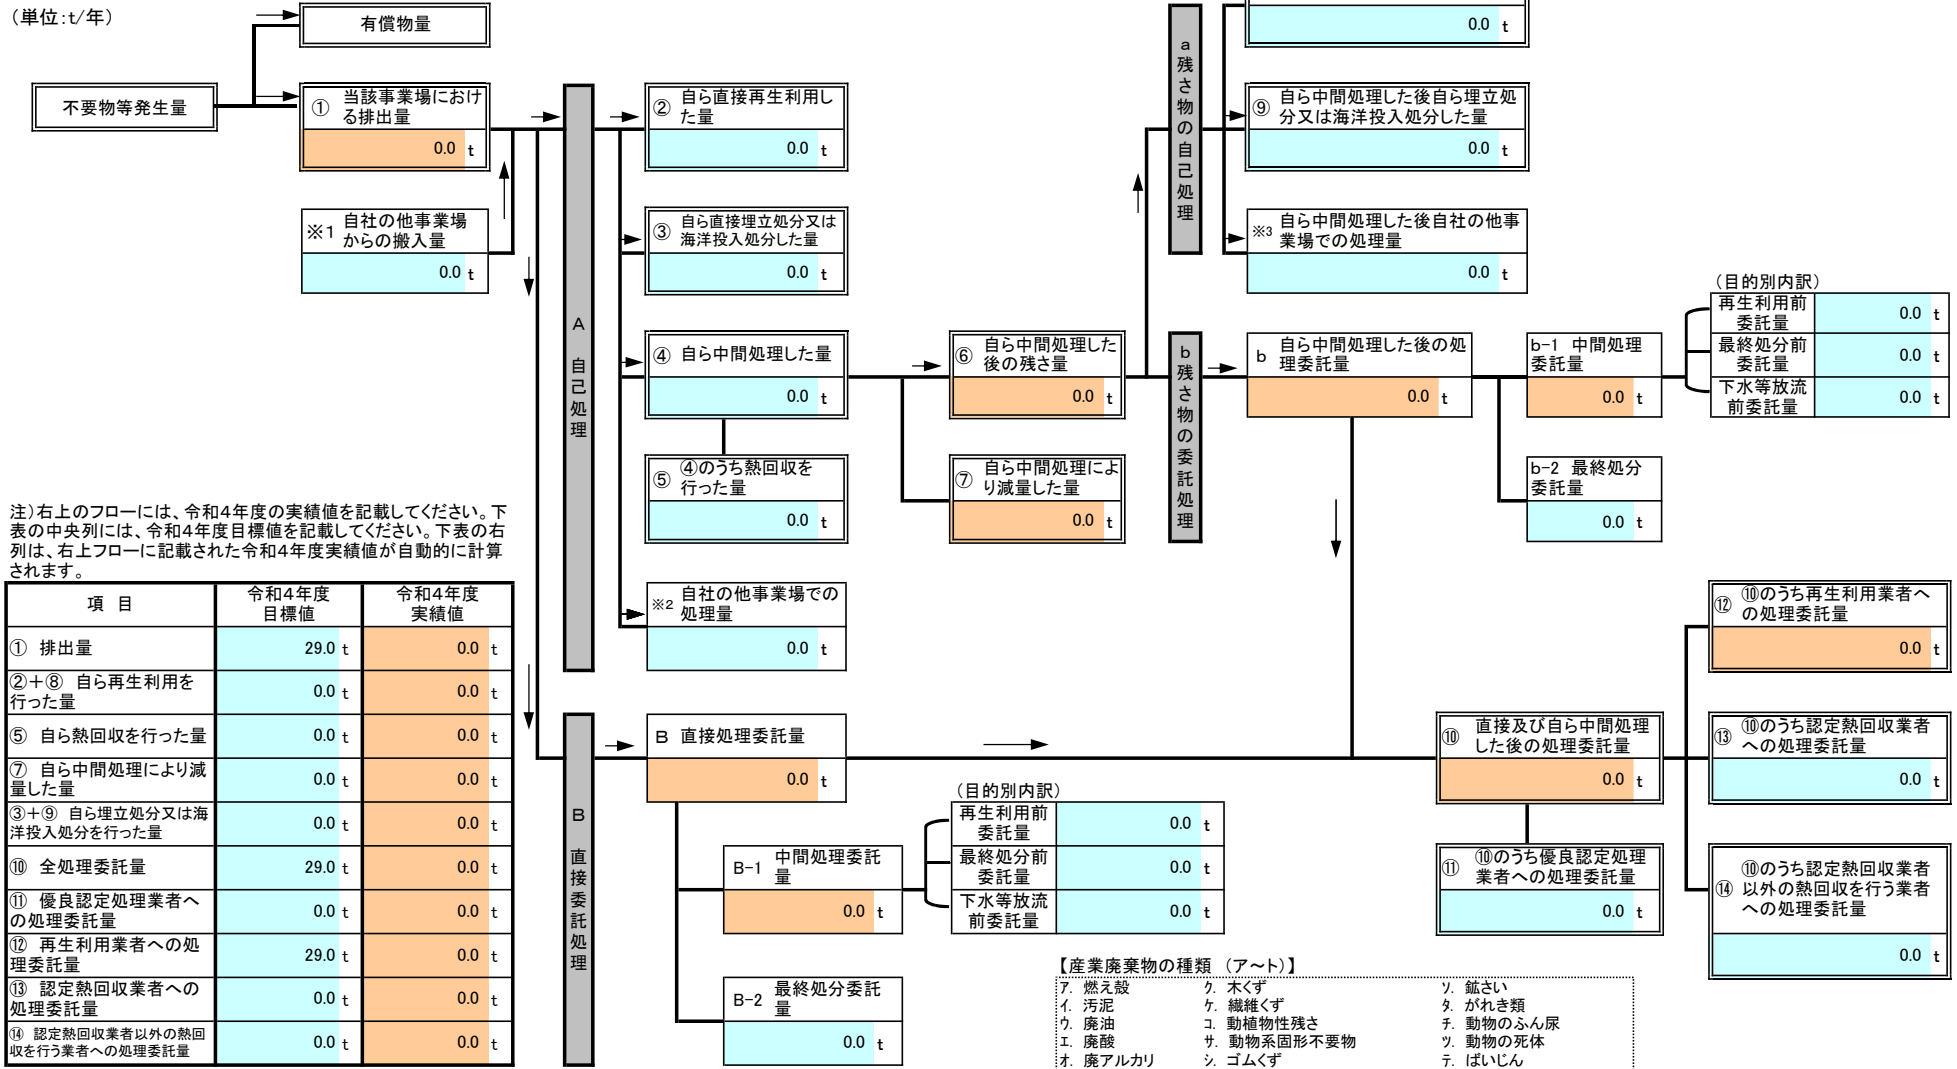 (単位:t/年)
有償物量
不要物等発生量
① 当該事業場におけ
る排出量
0.0 t
※1 自社の他事業場
からの搬入量
0.0 t
A 自己処理
② 自ら直接再生利用し
た量
0.0 t
③ 自ら直接埋立処分又は
海洋投入処分した量
0.0 t
④ 自ら中間処理した量
0.0 t
⑤ ④のうち熱回収を
行った量
0.0 t
※2 自社の他事業場での
処理量
0.0 t
⑥ 自ら中間処理した
後の残さ量
0.0 t
⑦ 自ら中間処理によ
り減量した量
0.0 t
a 残さ物の自己処理
0.0 t
⑨ 自ら中間処理した後自ら埋立処
分又は海洋投入処分した量
0.0 t
※3 自ら中間処理した後自社の他事
業場での処理量
0.0 t
b 残さ物の委託処理
b 自ら中間処理した後の処
理委託量
0.0 t
b-1 中間処理
委託量
0.0 t
b-2 最終処分
委託量
0.0 t
(目的別内訳)
再生利用前
委託量
0.0 t
最終処分前
委託量
0.0 t
下水等放流
前委託量
0.0 t
注)右上のフローには、令和4年度の実績値を記載してください。下
表の中央列には、令和4年度目標値を記載してください。下表の右
列は、右上フローに記載された令和4年度実績値が自動的に計算
されます。
項 目 令和4年度 令和4年度
目標値 実績値
① 排出量 29.0 t 0.0 t
②+⑧ 自ら再生利用を
行った量 0.0 t 0.0 t
⑤ 自ら熱回収を行った量 0.0 t 0.0 t
⑦ 自ら中間処理により減
量した量 0.0 t 0.0 t
③+⑨ 自ら埋立処分又は海
洋投入処分を行った量 0.0 t 0.0 t
⑩ 全処理委託量 29.0 t 0.0 t
⑪ 優良認定処理業者へ
の処理委託量 0.0 t 0.0 t
⑫ 再生利用業者への処
理委託量 29.0 t 0.0 t
⑬ 認定熱回収業者への
処理委託量 0.0 t 0.0 t
⑭ 認定熱回収業者以外の熱回
収を行う業者への処理委託量 0.0 t 0.0 t
B 直接委託処理
B 直接処理委託量
0.0 t
B-1 中間処理委託
量
0.0 t
B-2 最終処分委託
量
0.0 t
(目的別内訳)
再生利用前
委託量
0.0 t
最終処分前
委託量
0.0 t
下水等放流
前委託量
0.0 t
⑩ 直接及び自ら中間処理
した後の処理委託量
0.0 t
⑪ ⑩のうち優良認定処理
業者への処理委託量
0.0 t
⑫ ⑩のうち再生利用業者へ
の処理委託量
0.0 t
⑬ ⑩のうち認定熱回収業者
への処理委託量
0.0 t
⑭ ⑩のうち認定熱回収業者
以外の熱回収を行う業者
への処理委託量
0.0 t
【産業廃棄物の種類 (ア~ト)】
ア. 燃え殻 ク. 木くず ソ. 鉱さい
イ. 汚泥 ケ. 繊維くず タ. がれき類
ウ. 廃油 コ. 動植物性残さ チ. 動物のふん尿
エ. 廃酸 サ. 動物系固形不要物 ツ. 動物の死体
オ. 廃アルカリ シ. ゴムくず テ. ばいじん